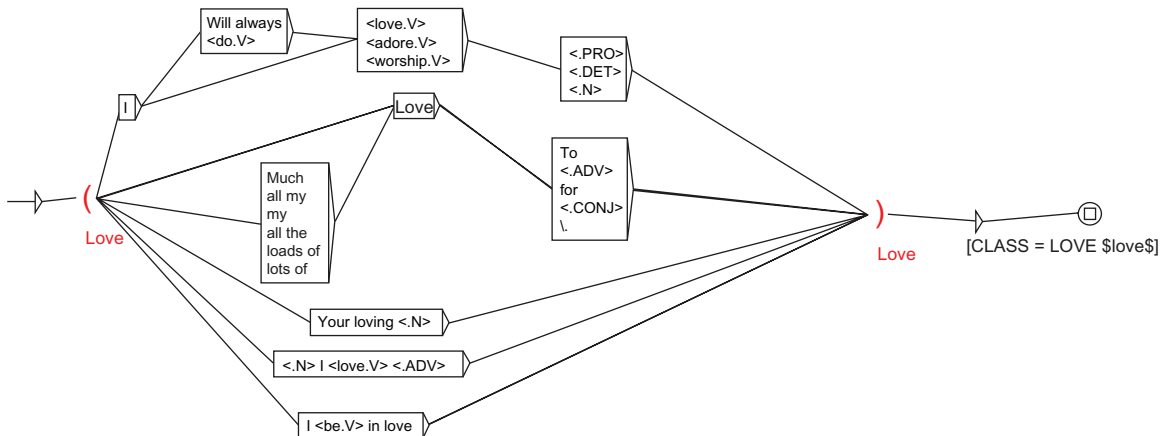 Will always
<do.V>
<love.V>
<adore.V>
<worship.V>
<.PRO>
<.DET>
<.N>
I
Love
To
<.ADV>
for
<.CONJ>
\.
Much
all my
my
all the
loads of
lots of
(
Love
)
Love
[CLASS = LOVE $love$]
Your loving <.N>
<.N> I <love.V> <.ADV>
I <be.V> in love